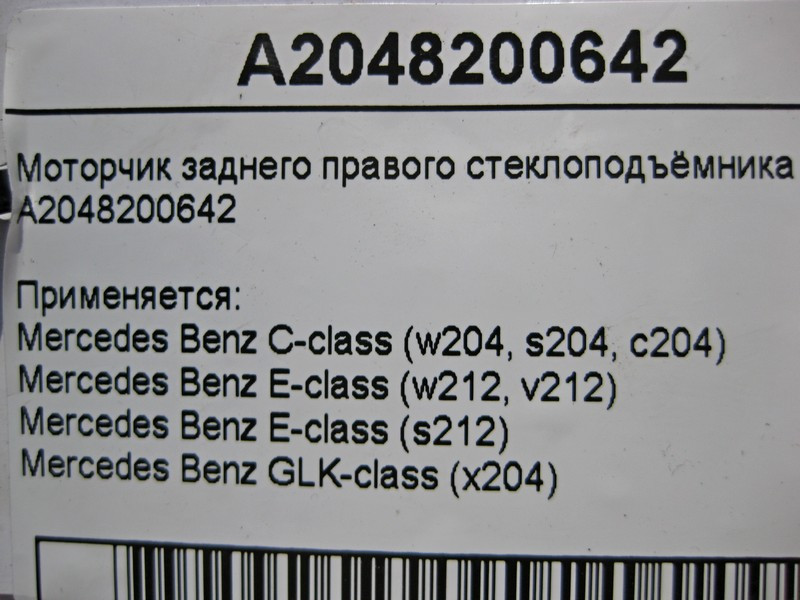 A2048200642
Моторчик заднего правого стеклоподъёмника
A2048200642
Применяется:
Mercedes Benz C-class (w204, s204, c204)
Mercedes Benz E-class (w212, v212)
Mercedes Benz E-class (s212)
Mercedes Benz GLK-class (x204)